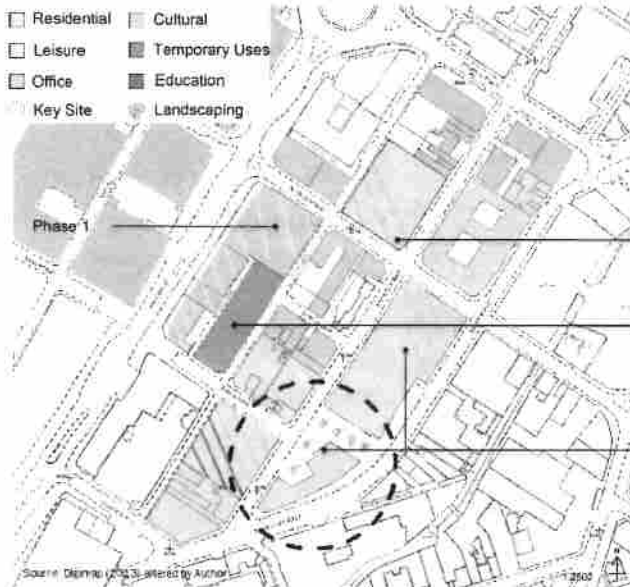 Residential
Cultural
Leisure
Temporary Uses
Office
Education
Key Site
Landscaping
Phase 1
Source: Digimap (2013) altered by Author